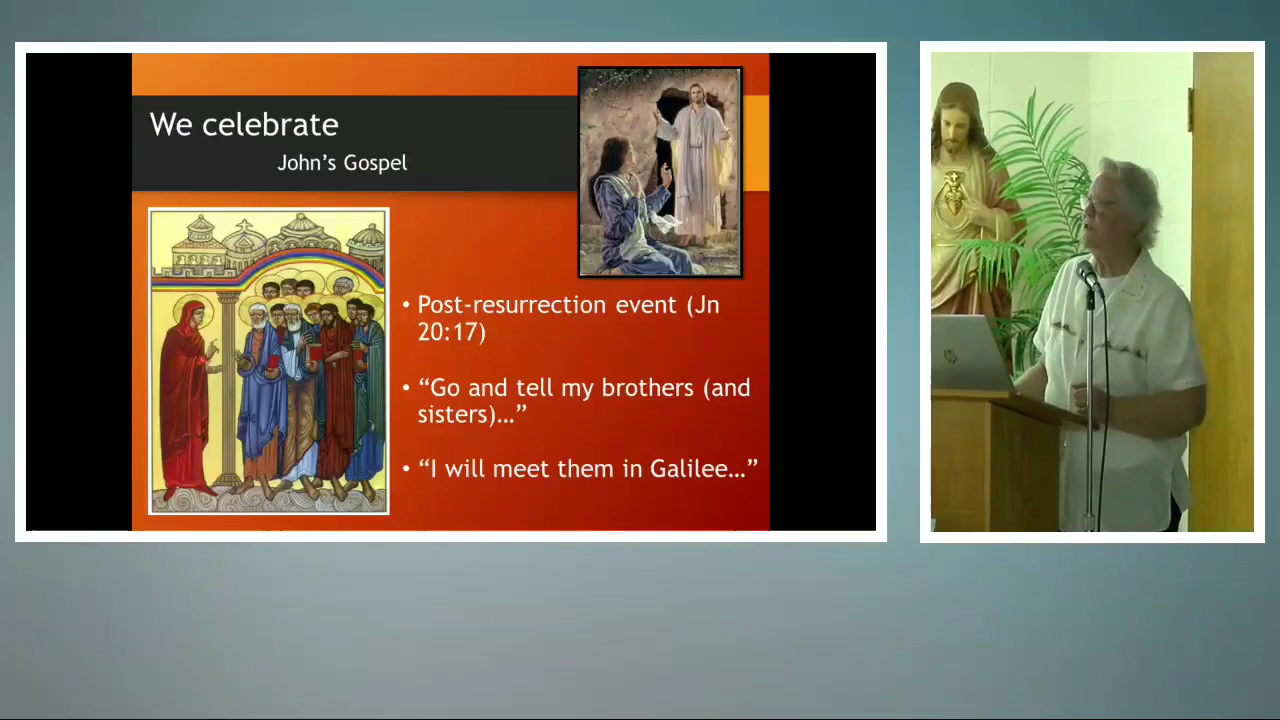 We celebrate
John’s Gospel
• Post-resurrection event (Jn
20:17)
• “Go and tell my brothers (and
sisters)…”
• “I will meet them in Galilee…”